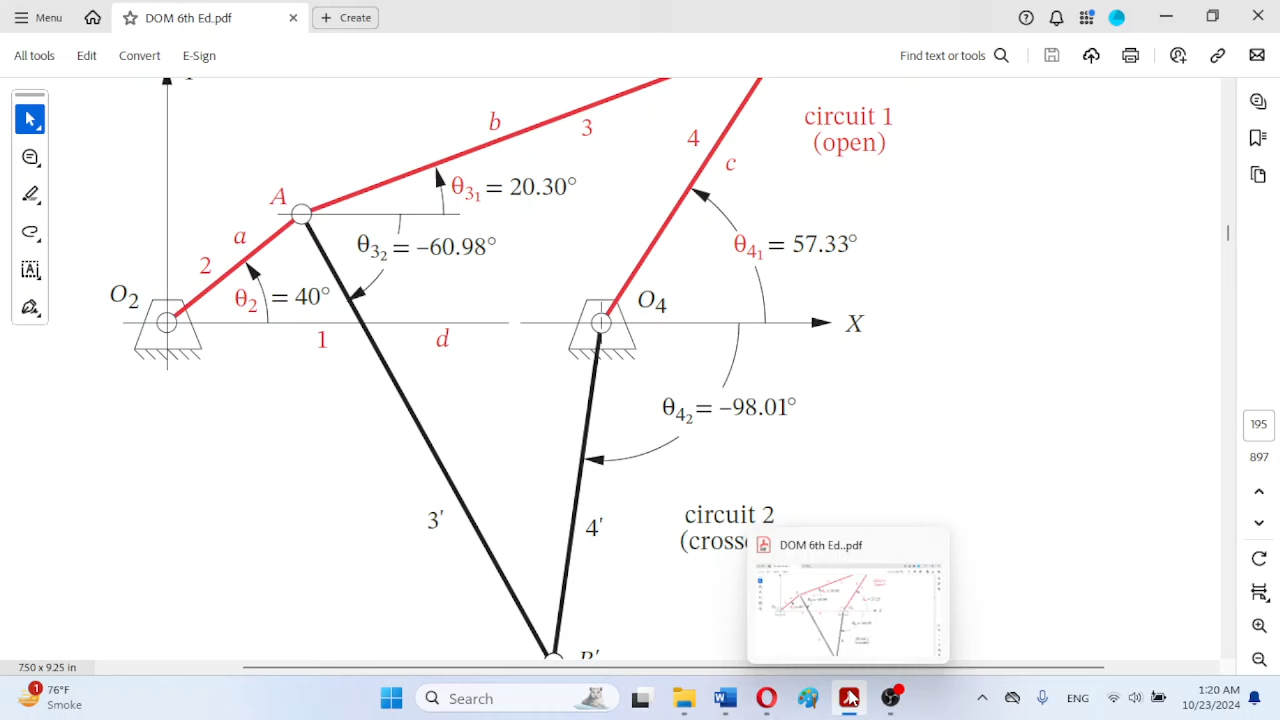 Menu
DOM 6th Ed.pdf
Create
All tools
Edit
Convert
E-Sign
Find text or tools
b
3
4
c
circuit 1
(open)
A
θ31 = 20.30°
a
2
θ32 = –60.98°
θ41 = 57.33°
O2
θ2 = 40°
O4
X
1
d
θ42 = –98.01°
195
897
3'
4'
circuit 2
(cross
DOM 6th Ed..pdf
B'
750 x 9.25 in
1
76°F
Smoke
Search
ENG
1:20 AM
10/23/2024